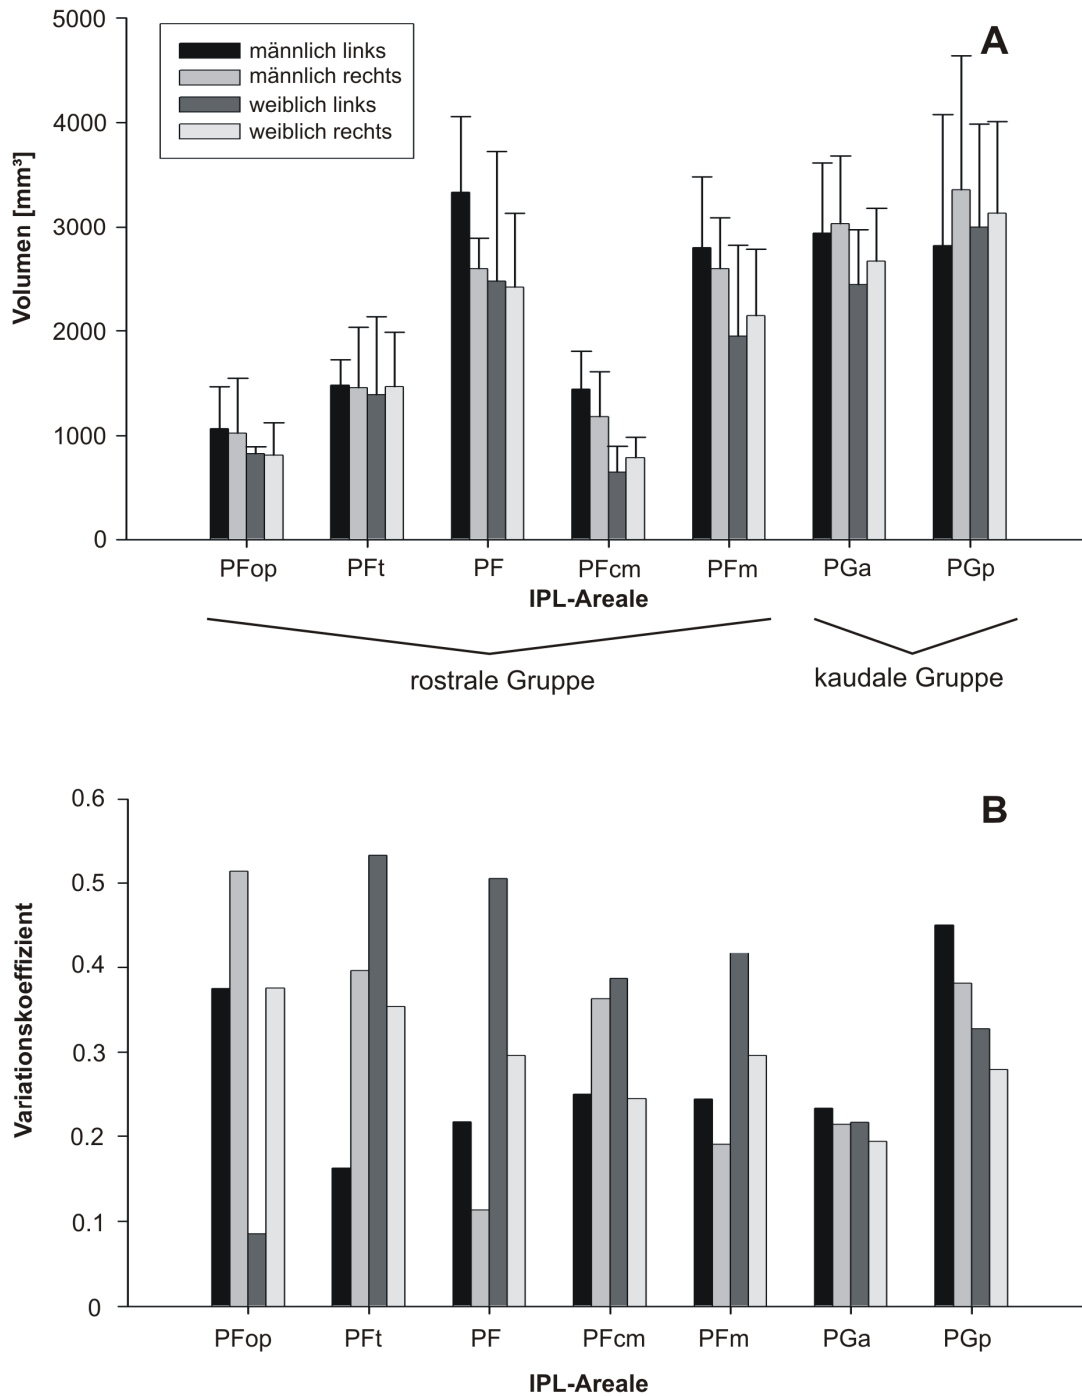 A
5000
4000
3000
2000
1000
0
Volumen [mm³]
männlich links
männlich rechts
weiblich links
weiblich rechts
PFop PFt PF PFcm PFm PGa PGp
IPL-Areale
rostrale Gruppe
kaudale Gruppe
B
0.6
0.5
0.4
0.3
0.2
0.1
0
Variationskoeffizient
PFop PFt PF PFcm PFm PGa PGp
IPL-Areale